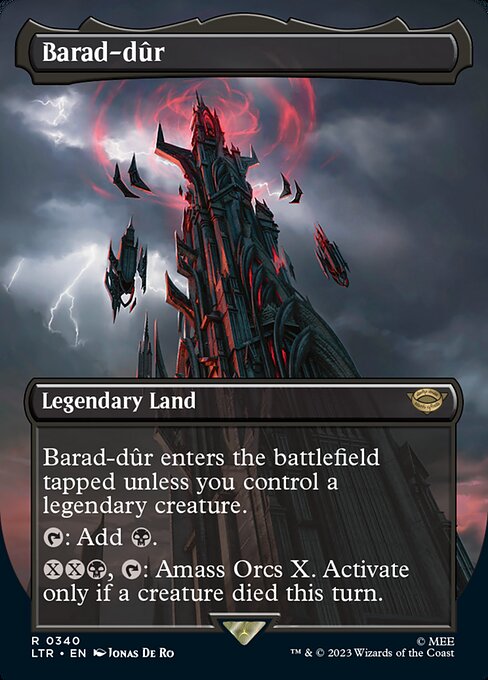 Barad-dûr
Legendary Land
Barad-dûr enters the battlefield
tapped unless you control a
legendary creature.
: Add .
XX, : Amass Orcs X. Activate
only if a creature died this turn.
R 0340
LTR • EN Jonas De Ro
© MEE
™ & © 2023 Wizards of the Coast